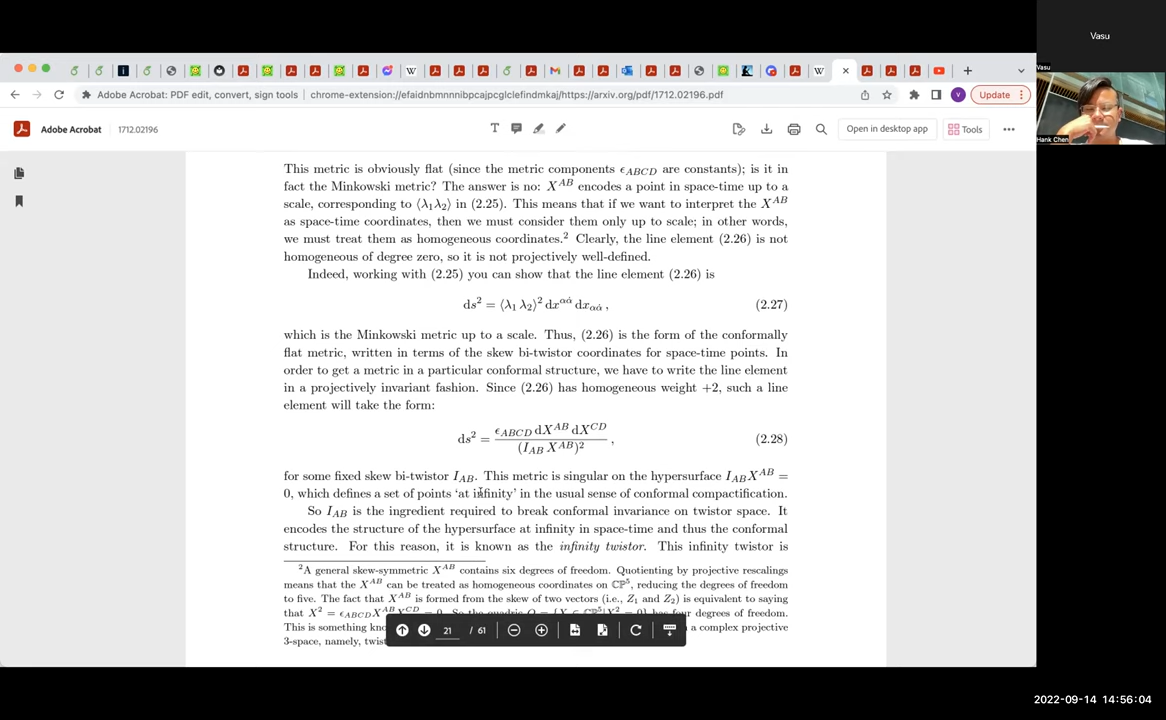 Vasu
Vasu
Hank Chen
Adobe Acrobat: PDF edit, convert, sign tools | chrome-extension://efaidnbmnnnibpcajpcglclefindmkaj/https://arxiv.org/pdf/1712.02196.pdf
Update
Adobe Acrobat 1712.02196
Open in desktop app
Tools
This metric is obviously flat (since the metric components ϵ_ABCD are constants); is it in
fact the Minkowski metric? The answer is no: X^AB encodes a point in space-time up to a
scale, corresponding to ⟨λ₁λ₂⟩ in (2.25). This means that if we want to interpret the X^AB
as space-time coordinates, then we must consider them only up to scale; in other words,
we must treat them as homogeneous coordinates.² Clearly, the line element (2.26) is not
homogeneous of degree zero, so it is not projectively well-defined.
Indeed, working with (2.25) you can show that the line element (2.26) is
ds² = ⟨λ₁ λ₂⟩² dx^αα̇ dx_αα̇ , (2.27)
which is the Minkowski metric up to a scale. Thus, (2.26) is the form of the conformally
flat metric, written in terms of the skew bi-twistor coordinates for space-time points. In
order to get a metric in a particular conformal structure, we have to write the line element
in a projectively invariant fashion. Since (2.26) has homogeneous weight +2, such a line
element will take the form:
ds² = ϵ_ABCD dX^AB dX^CD / (I_AB X^AB)² , (2.28)
for some fixed skew bi-twistor I_AB. This metric is singular on the hypersurface I_AB X^AB =
0, which defines a set of points ‘at infinity’ in the usual sense of conformal compactification.
So I_AB is the ingredient required to break conformal invariance on twistor space. It
encodes the structure of the hypersurface at infinity in space-time and thus the conformal
structure. For this reason, it is known as the infinity twistor. This infinity twistor is
²A general skew-symmetric X^AB contains six degrees of freedom. Quotienting by projective rescalings
means that the X^AB can be treated as homogeneous coordinates on ℂℙ⁵, reducing the degrees of freedom
to five. The fact that X^AB is formed from the skew of two vectors (i.e., Z₁ and Z₂) is equivalent to saying
that X² = ϵ_ABCD X^AB X^CD = 0. So the quadric Q = {X ∈ ℂℙ⁵|X² = 0} has four degrees of freedom.
This is something kno a complex projective
3-space, namely, twist
21 / 61
2022-09-14 14:56:04